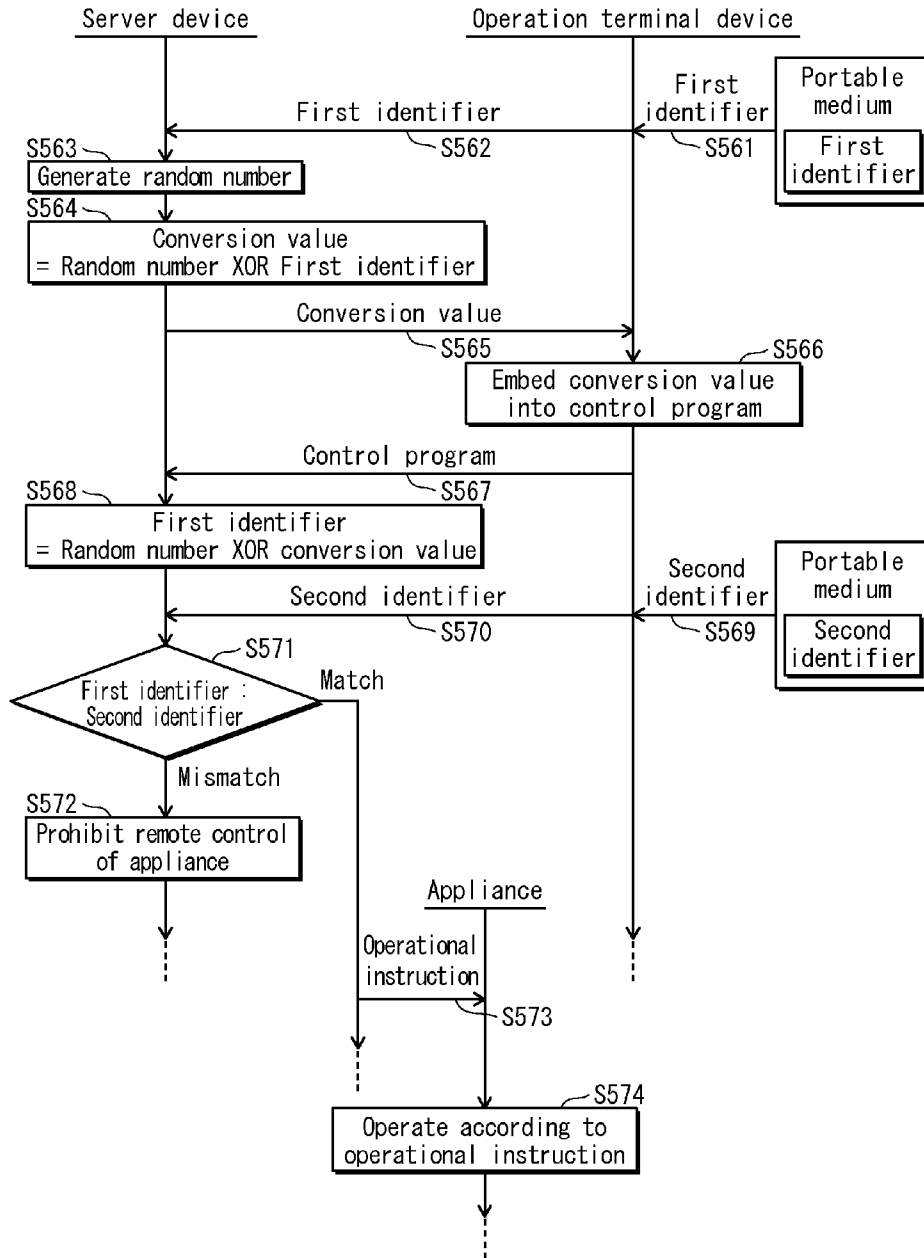 Server device
Operation terminal device
Portable
medium
First
identifier
First
identifier
S561
First identifier
S562
S563
Generate random number
S564
Conversion value
= Random number XOR First identifier
Conversion value
S565
S566
Embed conversion value
into control program
Control program
S567
S568
First identifier
= Random number XOR conversion value
Portable
medium
Second
identifier
Second
identifier
S569
Second identifier
S570
S571
First identifier :
Second identifier
Match
Mismatch
S572
Prohibit remote control
of appliance
Appliance
Operational
instruction
S573
S574
Operate according to
operational instruction